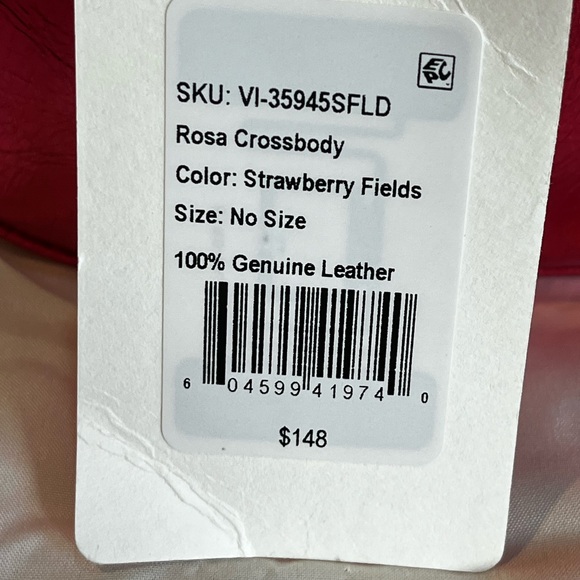 SKU: VI-35945SFLD
Rosa Crossbody
Color: Strawberry Fields
Size: No Size
100% Genuine Leather
6 04599 41974 0
$148